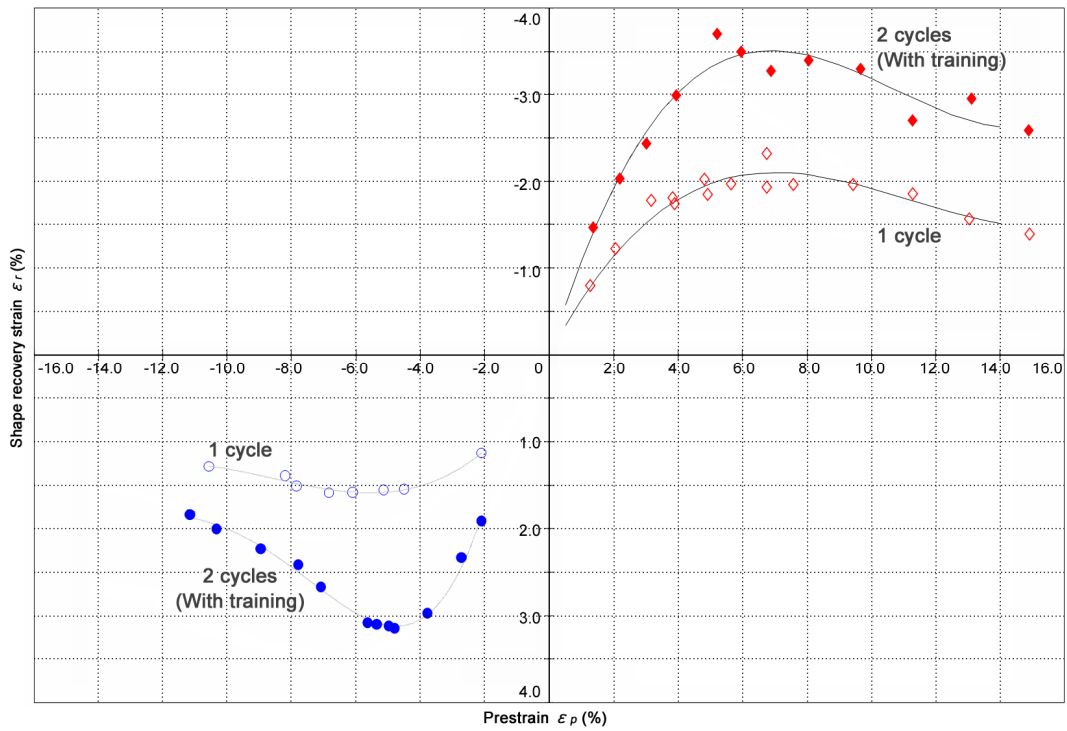 -4.0
2 cycles
(With training)
-3.0
-2.0
1 cycle
-1.0
Shape recovery strain ε r (%)
-16.0 -14.0 -12.0 -10.0 -8.0 -6.0 -4.0 -2.0 0 2.0 4.0 6.0 8.0 10.0 12.0 14.0 16.0
1 cycle
1.0
2.0
2 cycles
(With training)
3.0
4.0
Prestrain ε p (%)